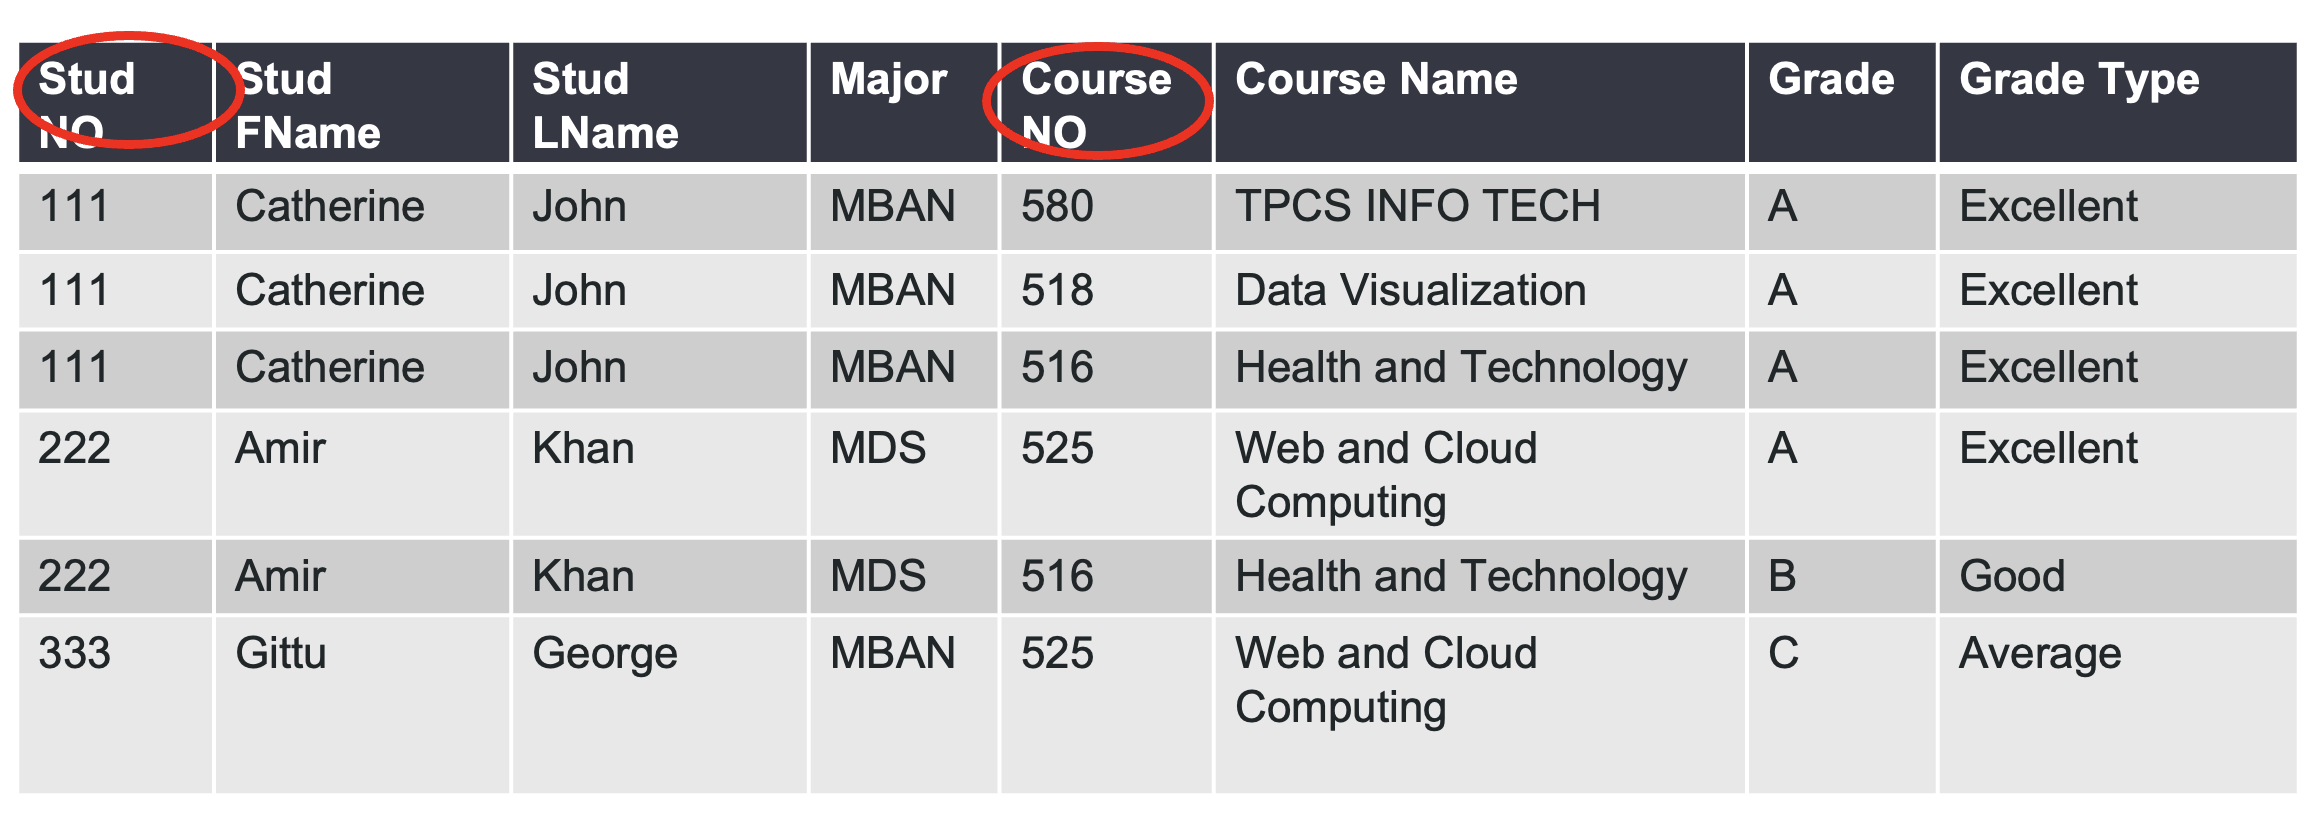 Stud NO Stud FName Stud LName Major Course NO Course Name Grade Grade Type
111 Catherine John MBAN 580 TPCS INFO TECH A Excellent
111 Catherine John MBAN 518 Data Visualization A Excellent
111 Catherine John MBAN 516 Health and Technology A Excellent
222 Amir Khan MDS 525 Web and Cloud Computing A Excellent
222 Amir Khan MDS 516 Health and Technology B Good
333 Gittu George MBAN 525 Web and Cloud Computing C Average